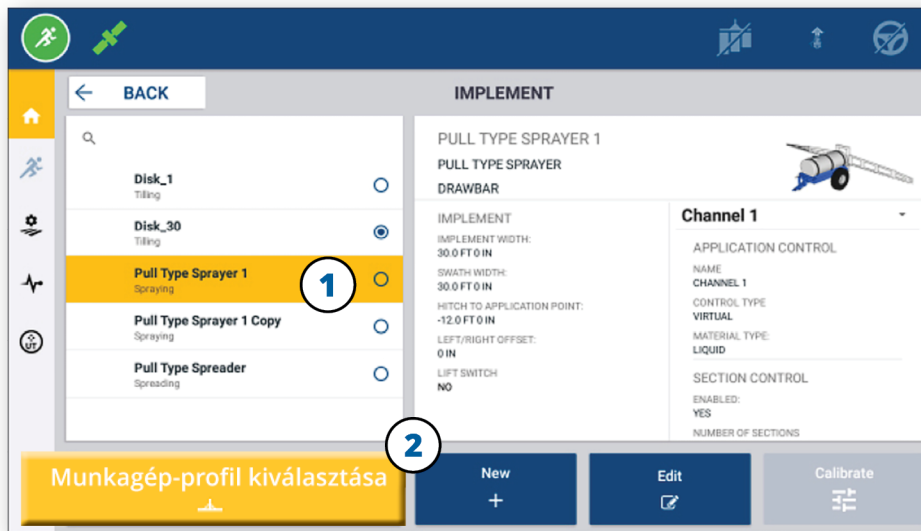 BACK
IMPLEMENT
Disk_1
Tilling
Disk_30
Tilling
Pull Type Sprayer 1
Spraying
1
Pull Type Sprayer 1 Copy
Spraying
Pull Type Spreader
Spreading
PULL TYPE SPRAYER 1
PULL TYPE SPRAYER
DRAWBAR
IMPLEMENT
IMPLEMENT WIDTH:
30.0 FT 0 IN
SWATH WIDTH:
30.0 FT 0 IN
HITCH TO APPLICATION POINT:
-12.0 FT 0 IN
LEFT/RIGHT OFFSET:
0 IN
LIFT SWITCH
NO
Channel 1
APPLICATION CONTROL
NAME
CHANNEL 1
CONTROL TYPE
VIRTUAL
MATERIAL TYPE:
LIQUID
SECTION CONTROL
ENABLED:
YES
NUMBER OF SECTIONS
UT
2
Munkagép-profil kiválasztása
New
Edit
Calibrate